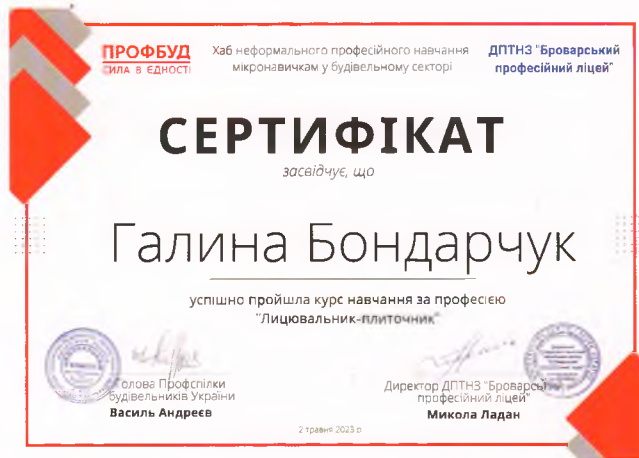 ПРОФБУД
СИЛА В ЄДНОСТІ
Хаб неформального професійного навчання
мікронавичкам у будівельному секторі
ДПТНЗ "Броварський
професійний ліцей"
СЕРТИФІКАТ
засвідчує, що
Галина Бондарчук
успішно пройшла курс навчання за професією
"Лицювальник-плиточник"
Голова Профспілки
будівельників України
Василь Андреєв
Директор ДПТНЗ "Броварський
професійний ліцей"
Микола Ладан
2 травня 2023 р